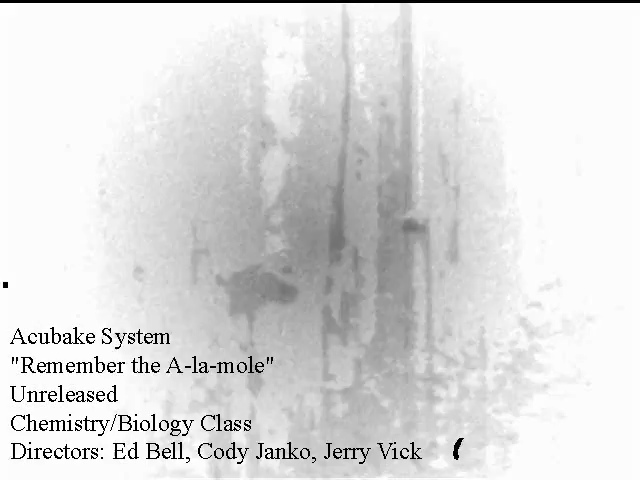 Acubake System
"Remember the A-la-mole"
Unreleased
Chemistry/Biology Class
Directors: Ed Bell, Cody Janko, Jerry Vick